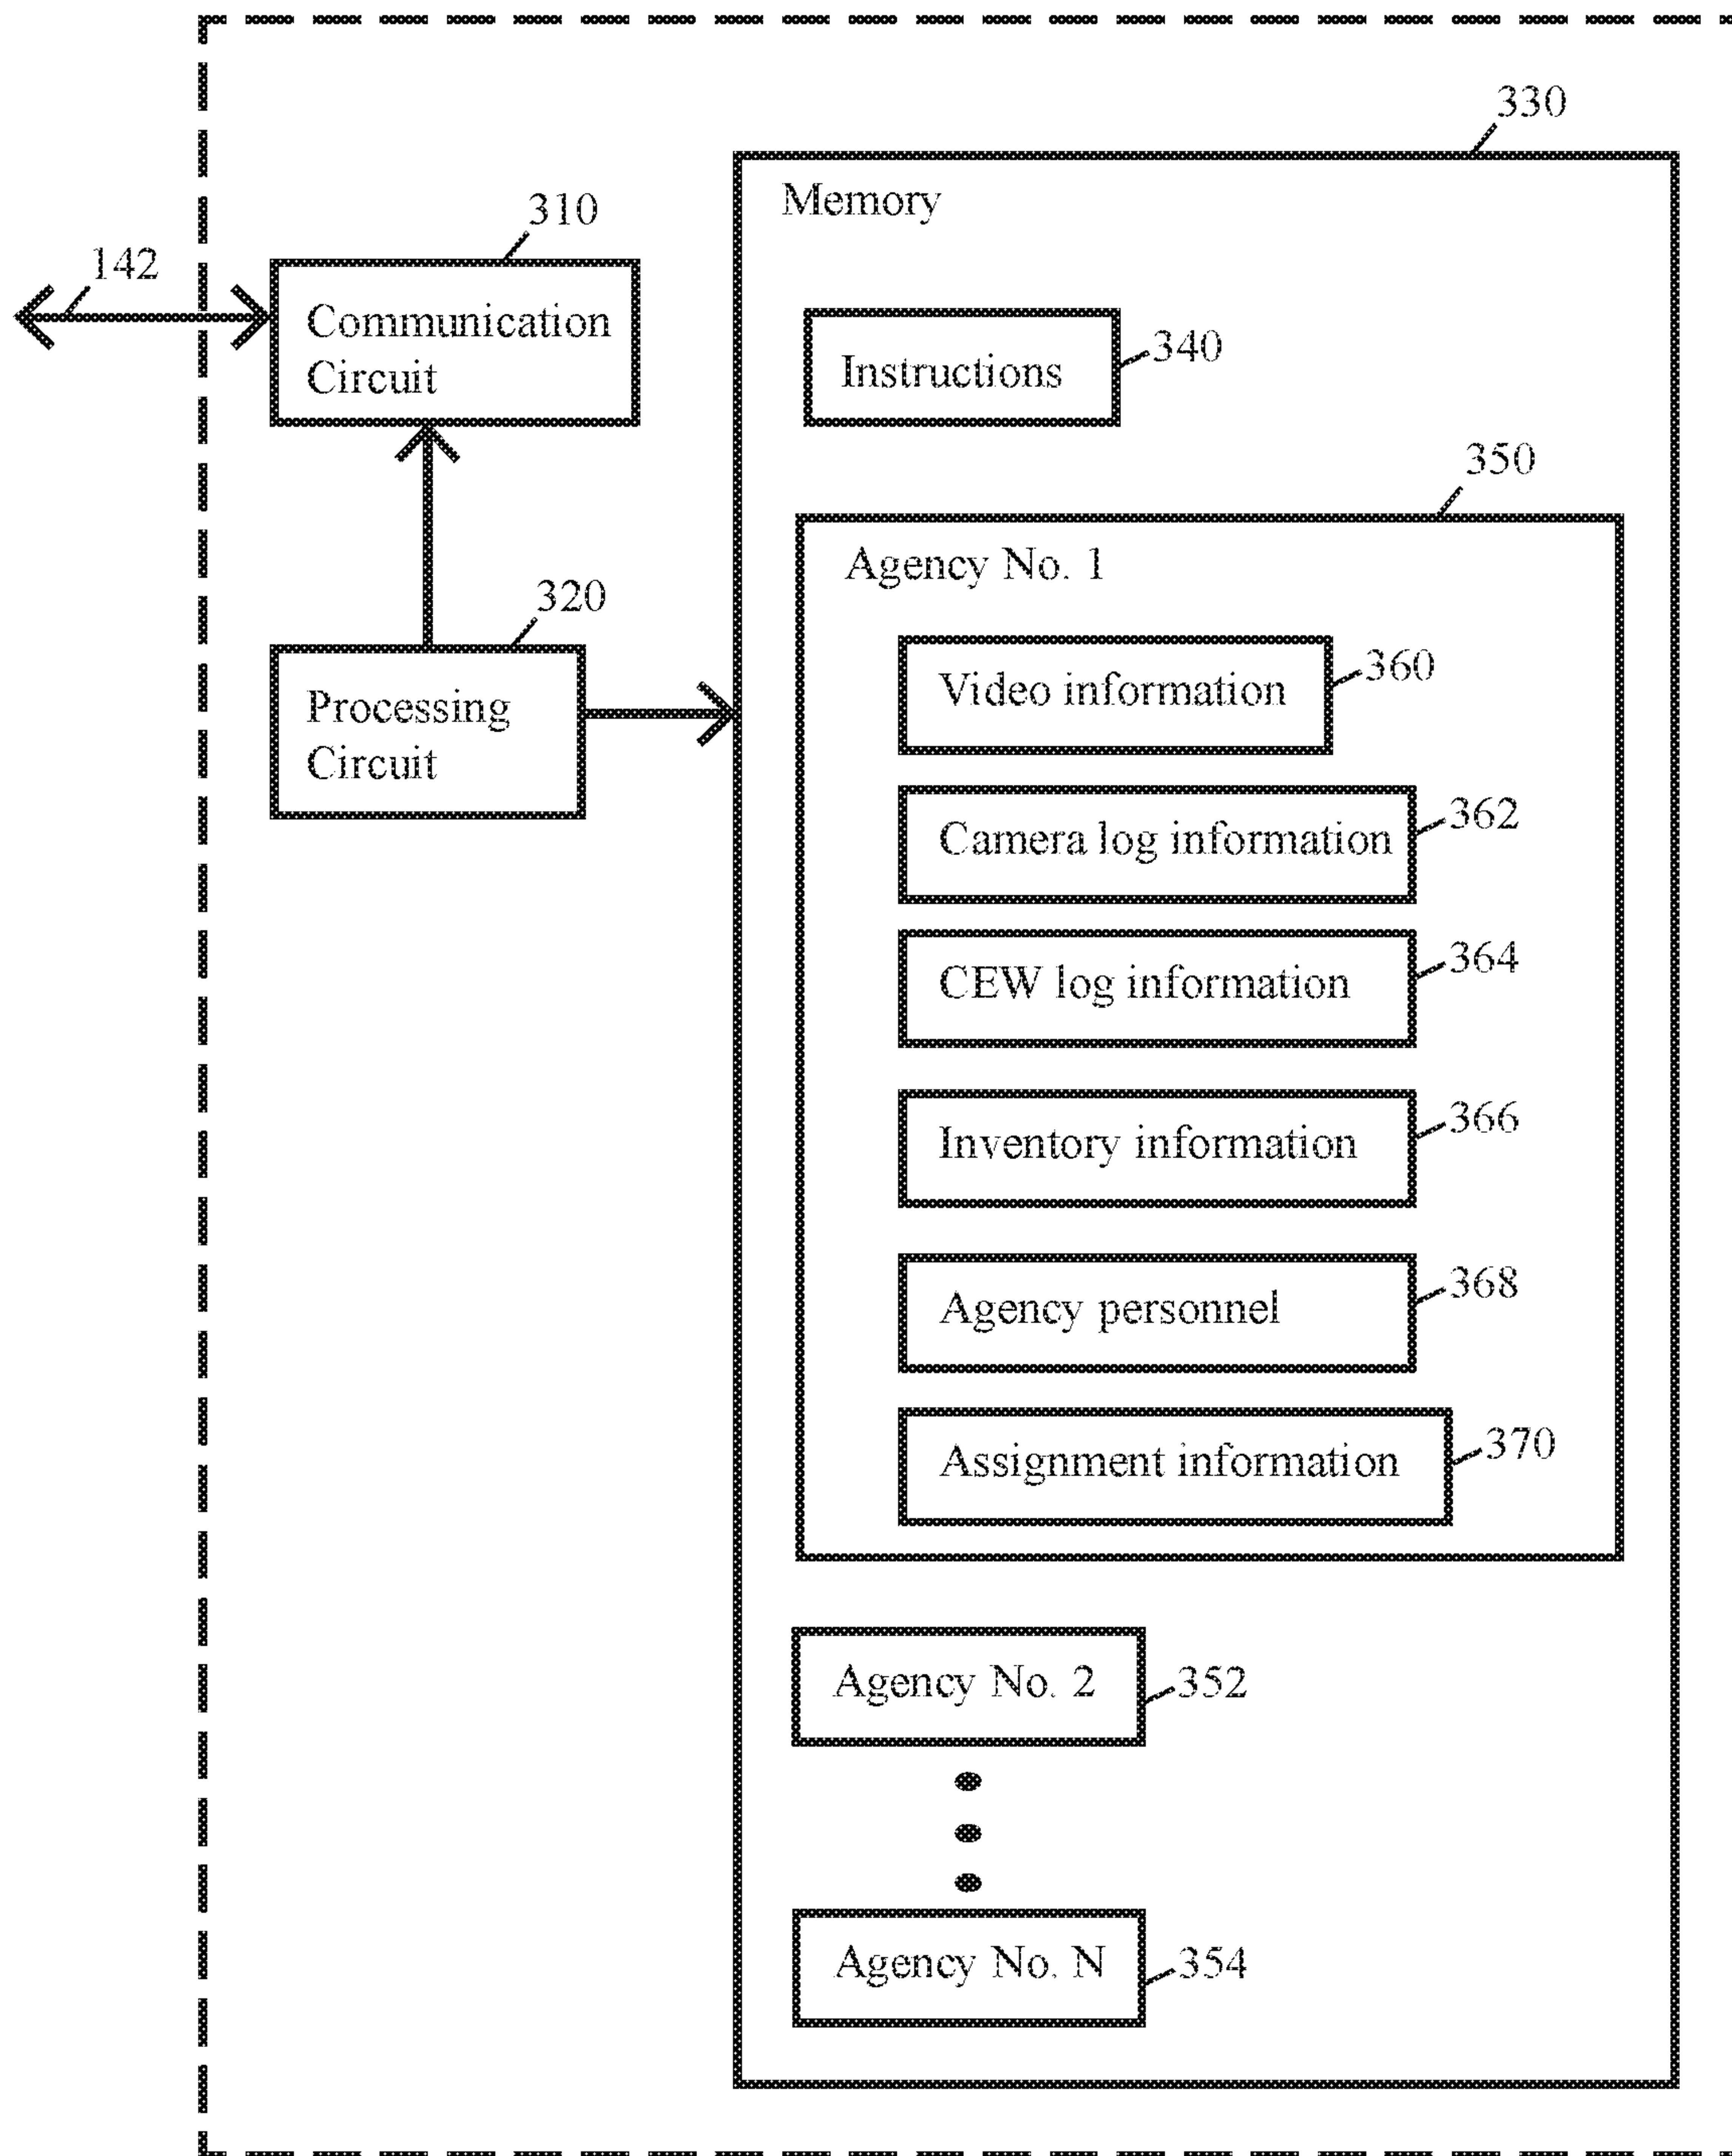 330
Memory
310
142
Communication
Circuit
Instructions
340
350
Agency No. 1
320
Processing
Circuit
Video information
360
Camera log information
362
CEW log information
364
Inventory information
366
Agency personnel
368
Assignment information
370
Agency No. 2
352
Agency No. N
354